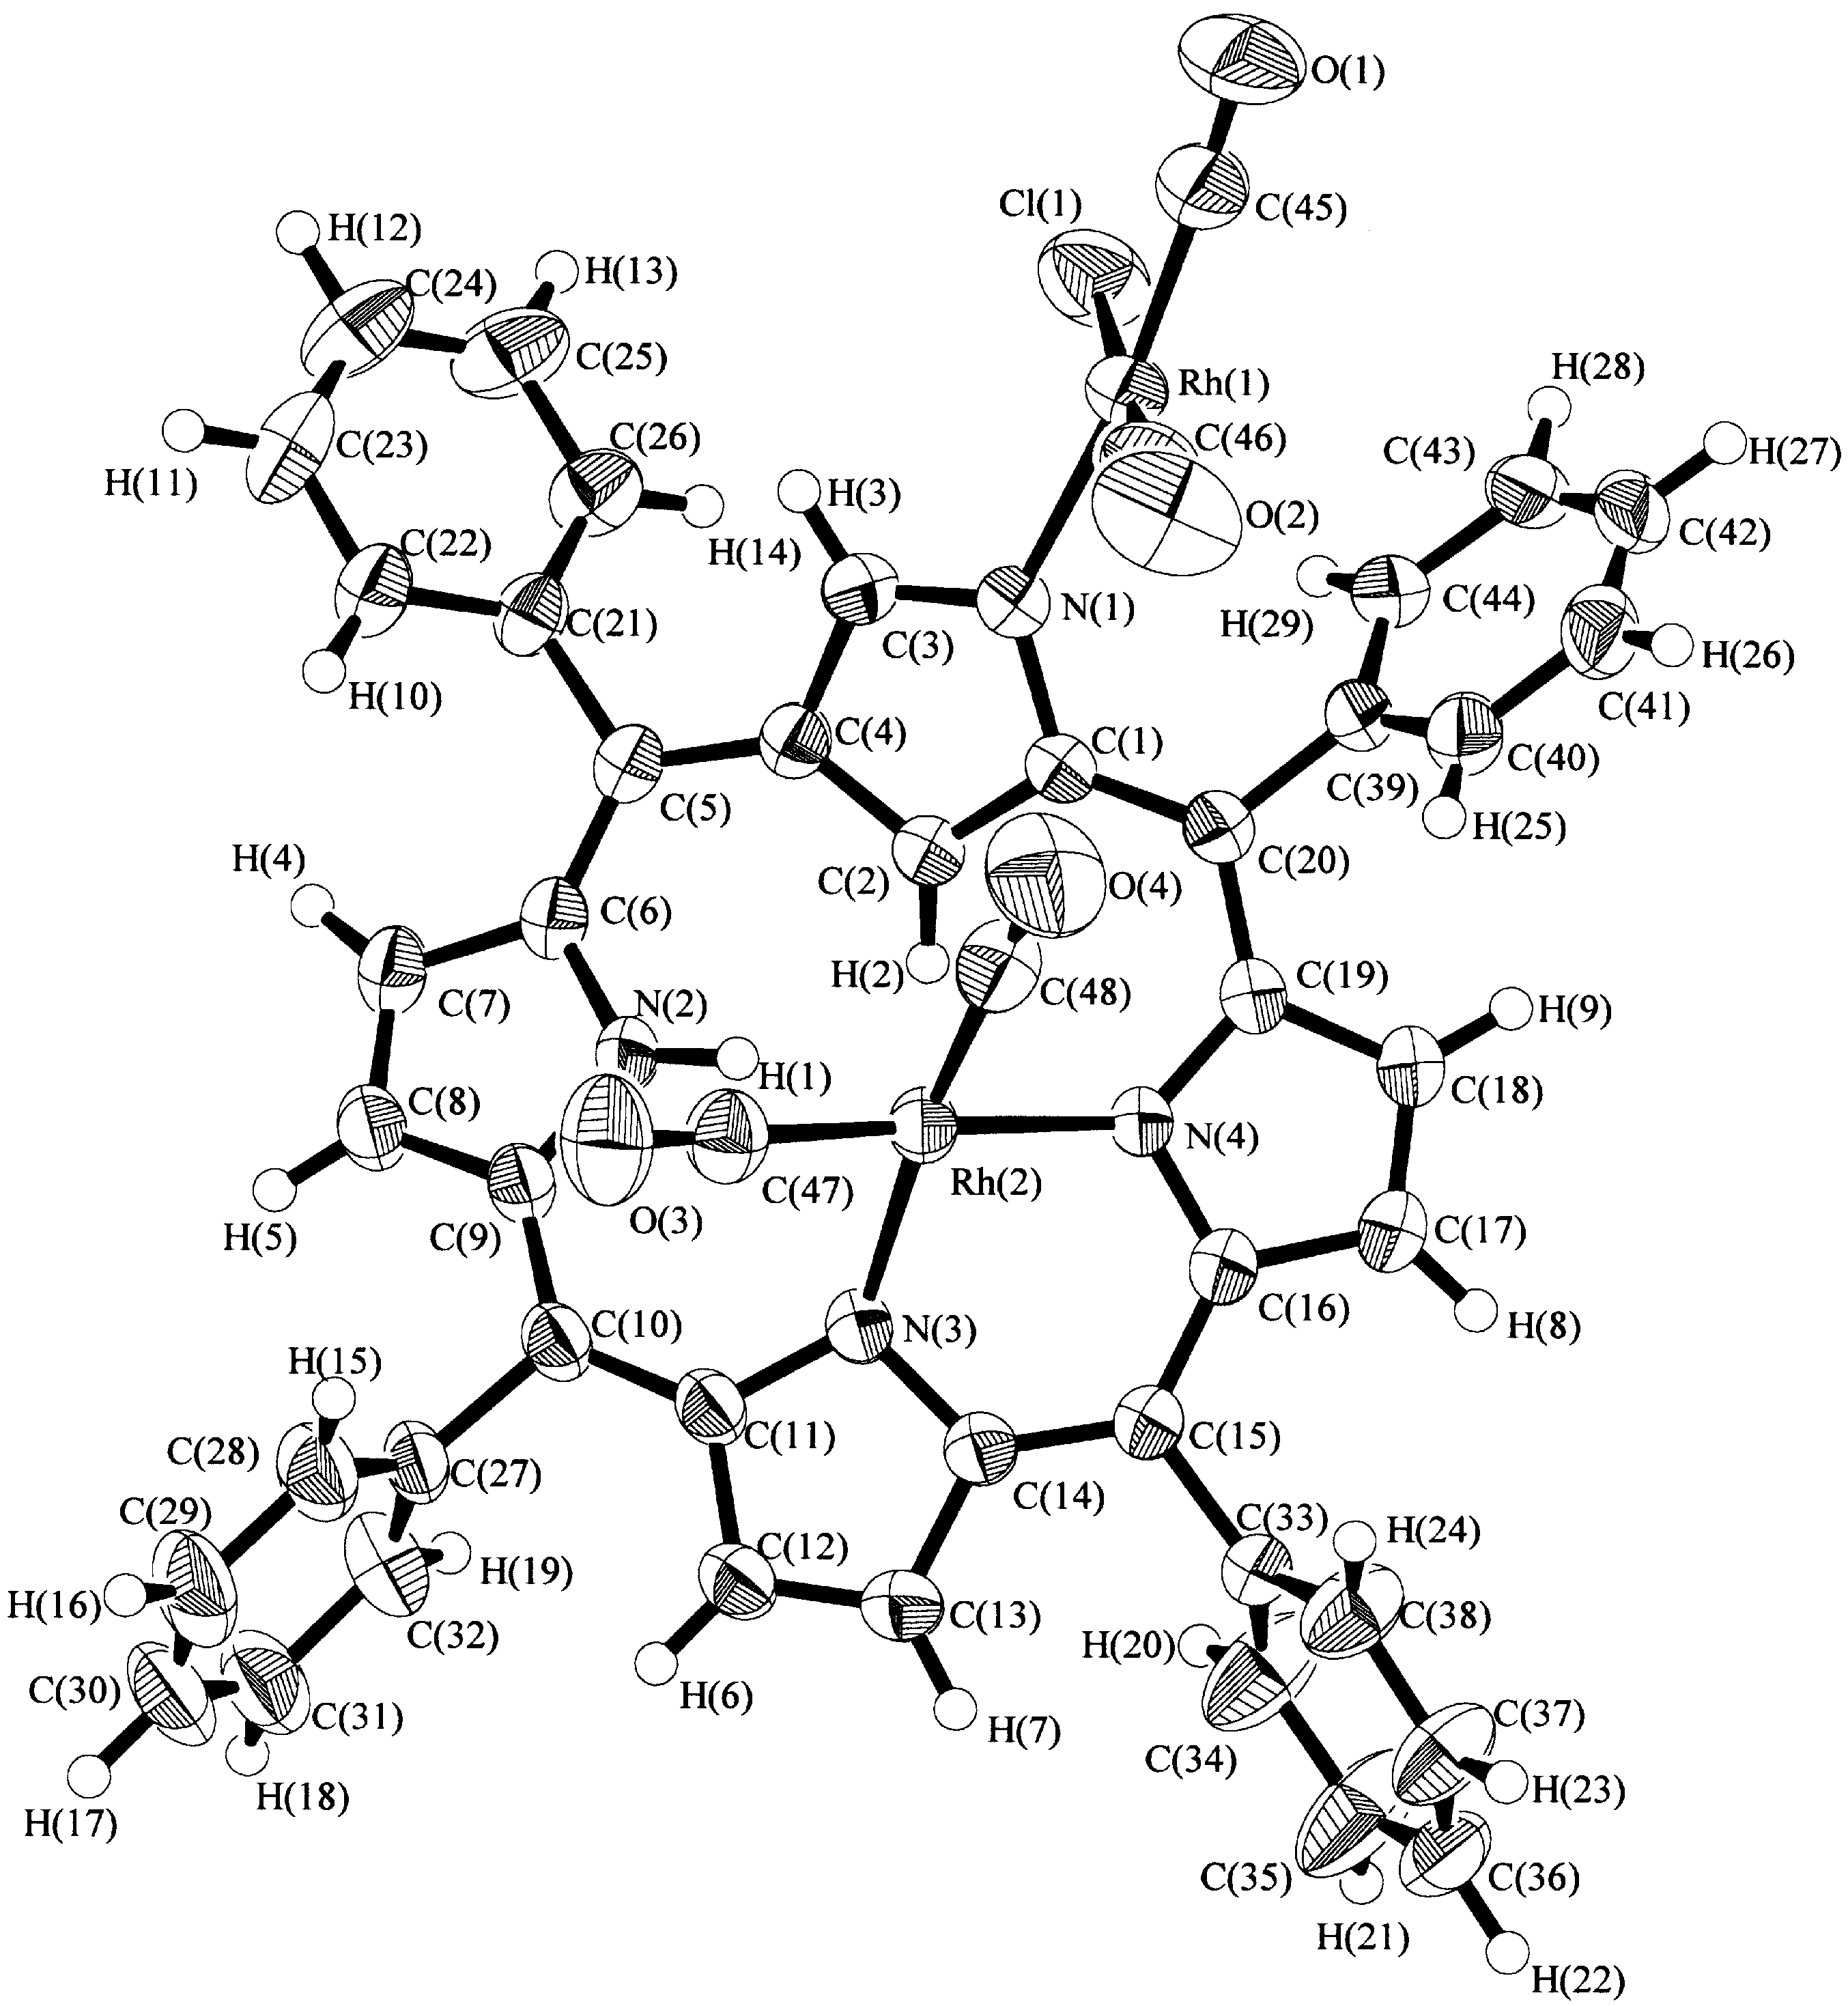 O(1)
Cl(1)
C(45)
H(12)
H(13)
C(24)
C(25)
Rh(1)
H(28)
C(23)
C(26)
C(46)
C(43)
H(27)
H(11)
H(3)
O(2)
C(42)
C(22)
H(14)
C(44)
C(21)
C(3)
N(1)
H(29)
H(26)
H(10)
C(41)
C(4)
C(1)
C(40)
C(5)
C(39)
H(25)
H(4)
C(2)
O(4)
C(20)
C(6)
H(2)
C(48)
C(19)
C(7)
N(2)
H(9)
H(1)
C(18)
C(8)
N(4)
C(47)
Rh(2)
H(5)
C(9)
O(3)
C(17)
C(10)
N(3)
C(16)
H(8)
H(15)
C(28)
C(27)
C(11)
C(15)
C(29)
C(14)
C(33)
H(24)
C(12)
H(19)
H(16)
C(32)
C(13)
C(38)
H(20)
C(30)
C(31)
H(6)
H(7)
C(37)
C(34)
H(18)
H(23)
H(17)
C(35)
C(36)
H(21)
H(22)